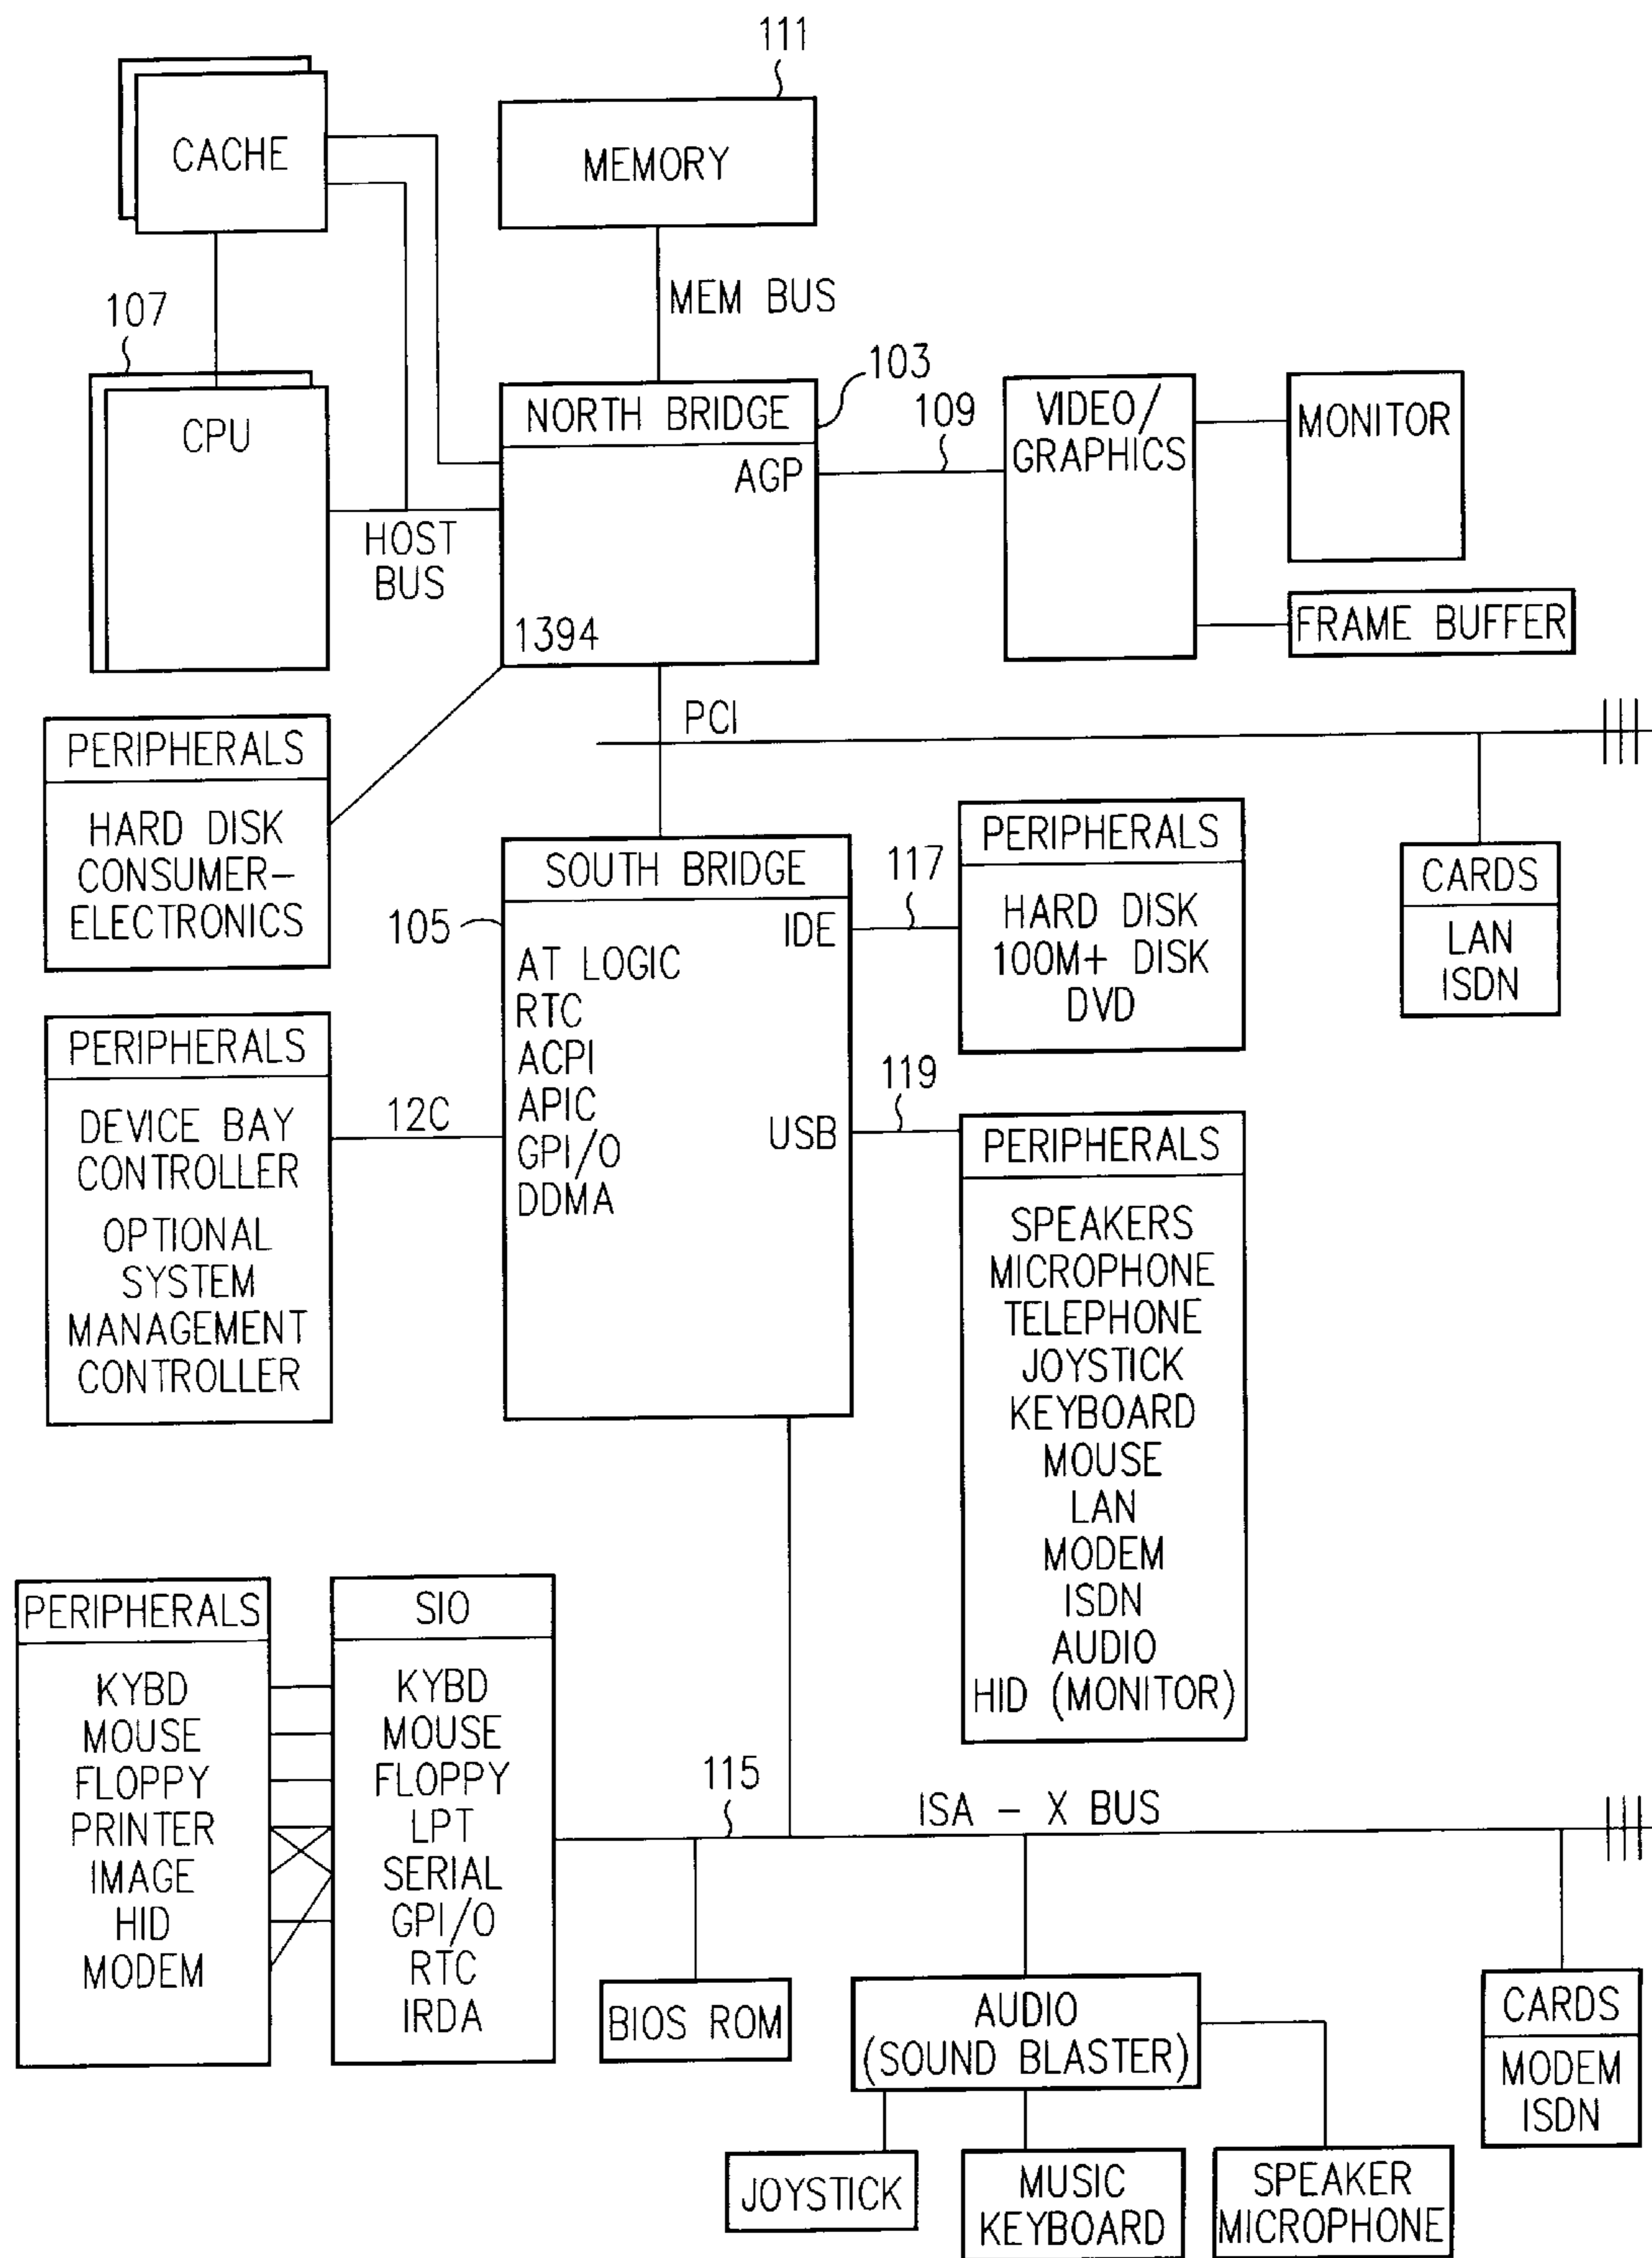 111
CACHE
MEMORY
MEM BUS
107
CPU
103
NORTH BRIDGE
AGP
1394
109
VIDEO/
GRAPHICS
MONITOR
FRAME BUFFER
HOST
BUS
PCI
PERIPHERALS
HARD DISK
CONSUMER–
ELECTRONICS
105
SOUTH BRIDGE
IDE
AT LOGIC
RTC
ACPI
APIC
GPI/O
DDMA
USB
117
PERIPHERALS
HARD DISK
100M+ DISK
DVD
CARDS
LAN
ISDN
PERIPHERALS
DEVICE BAY
CONTROLLER
OPTIONAL
SYSTEM
MANAGEMENT
CONTROLLER
12C
119
PERIPHERALS
SPEAKERS
MICROPHONE
TELEPHONE
JOYSTICK
KEYBOARD
MOUSE
LAN
MODEM
ISDN
AUDIO
HID (MONITOR)
PERIPHERALS
KYBD
MOUSE
FLOPPY
PRINTER
IMAGE
HID
MODEM
SIO
KYBD
MOUSE
FLOPPY
LPT
SERIAL
GPI/O
RTC
IRDA
115
ISA – X BUS
BIOS ROM
AUDIO
(SOUND BLASTER)
CARDS
MODEM
ISDN
JOYSTICK
MUSIC
KEYBOARD
SPEAKER
MICROPHONE